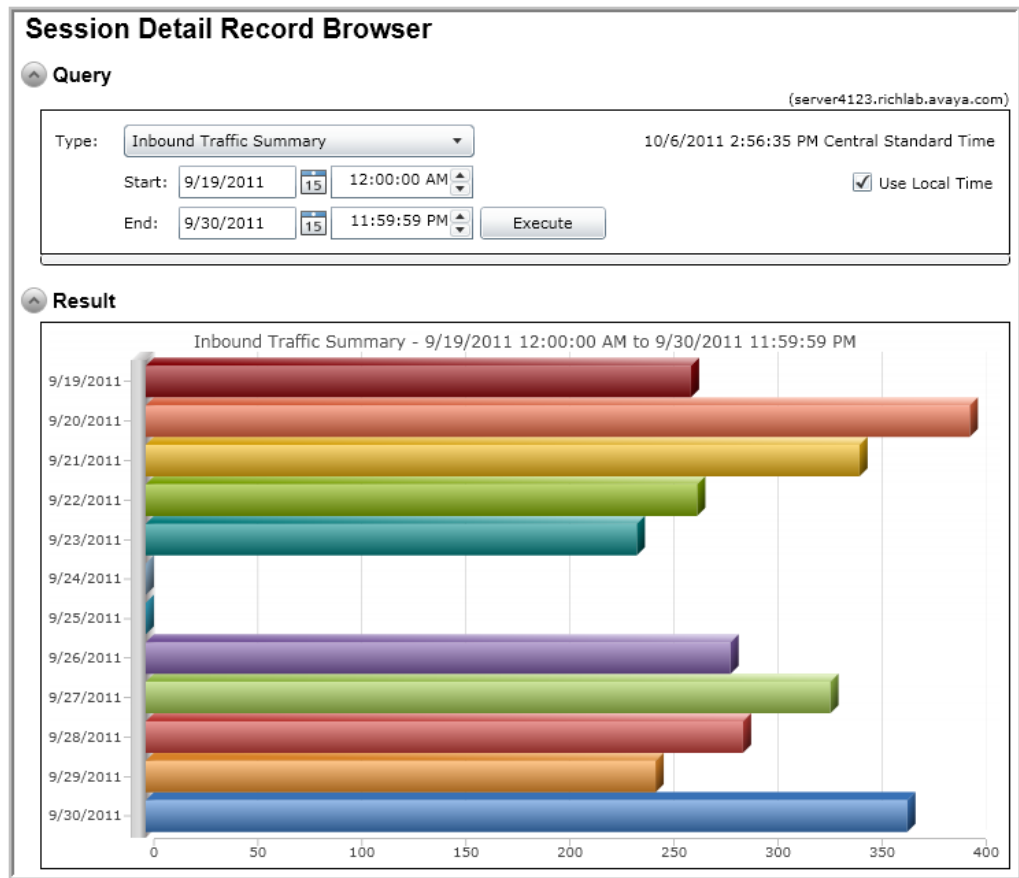 Session Detail Record Browser
Query
(server4123.richlab.avaya.com)
Type: Inbound Traffic Summary 10/6/2011 2:56:35 PM Central Standard Time
Start: 9/19/2011 15 12:00:00 AM Use Local Time
End: 9/30/2011 15 11:59:59 PM Execute
Result
Inbound Traffic Summary - 9/19/2011 12:00:00 AM to 9/30/2011 11:59:59 PM
9/19/2011
9/20/2011
9/21/2011
9/22/2011
9/23/2011
9/24/2011
9/25/2011
9/26/2011
9/27/2011
9/28/2011
9/29/2011
9/30/2011
0 50 100 150 200 250 300 350 400